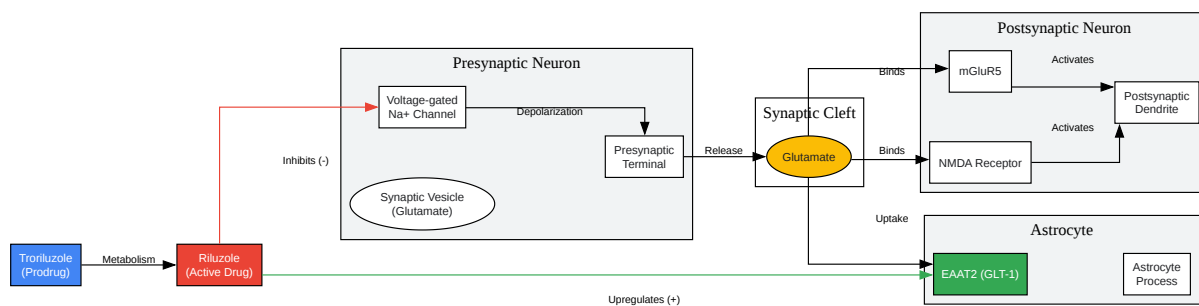 Postsynaptic Neuron
Presynaptic Neuron
mGluR5
Activates
Binds
Voltage-gated
Na+ Channel
Depolarization
Postsynaptic
Dendrite
Synaptic Cleft
Activates
Inhibits (-)
Presynaptic
Terminal
Release
Glutamate
Binds
NMDA Receptor
Synaptic Vesicle
(Glutamate)
Uptake
Astrocyte
Troriluzole
(Prodrug)
Metabolism
Riluzole
(Active Drug)
EAAT2 (GLT-1)
Astrocyte
Process
Upregulates (+)